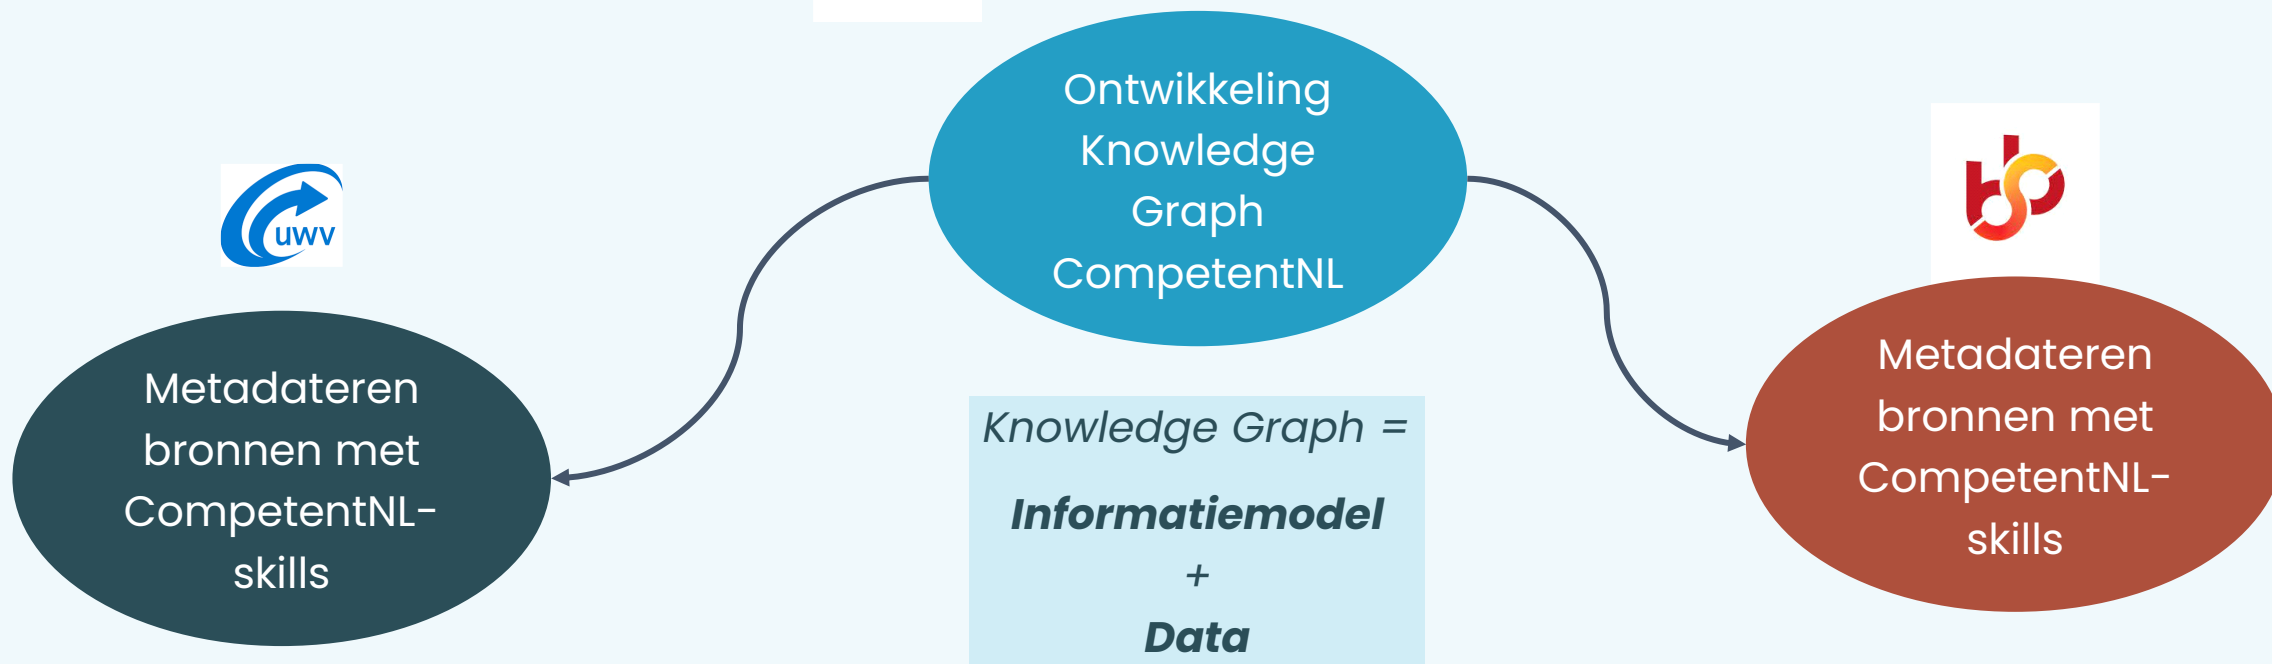 Ontwikkeling
Knowledge
Graph
CompetentNL
uwv
Metadateren
bronnen met
CompetentNL-
skills
Knowledge Graph =
Informatiemodel
+
Data
sbb
Metadateren
bronnen met
CompetentNL-
skills